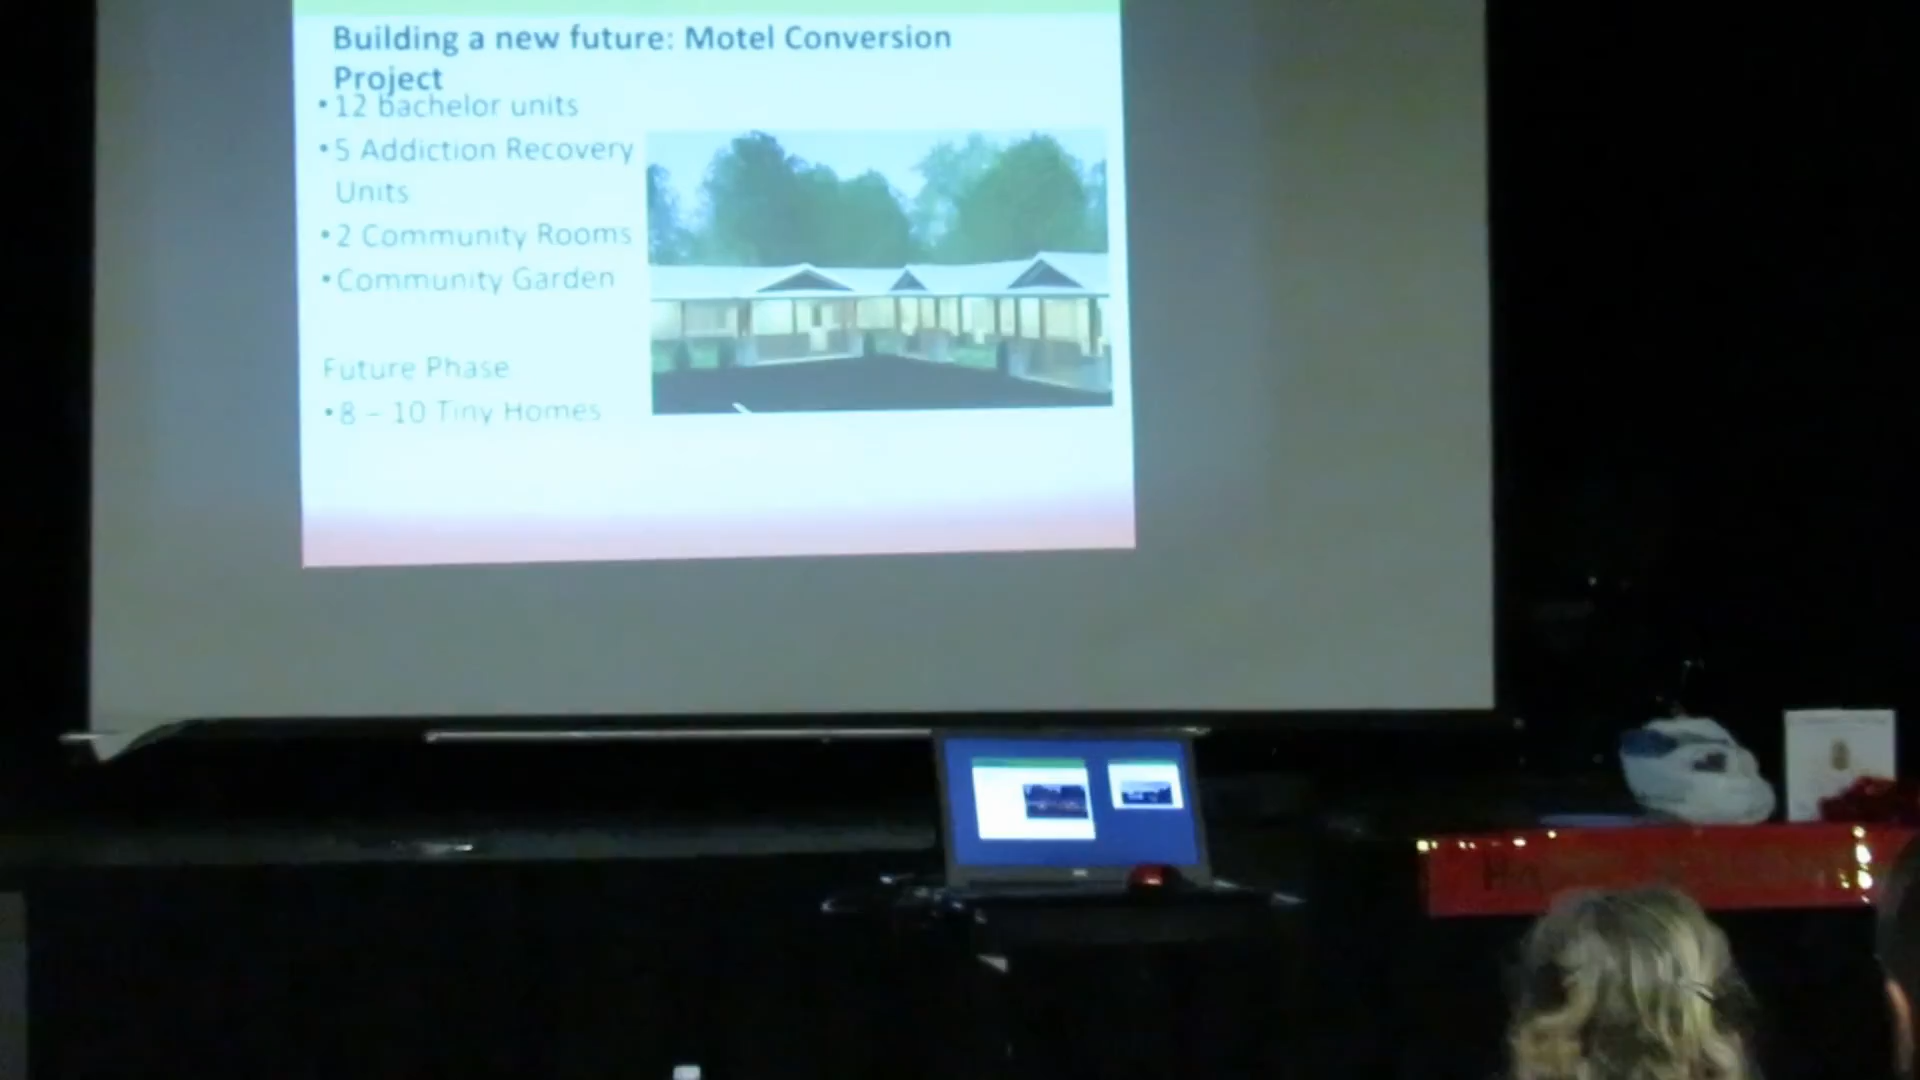 Building a new future: Motel Conversion
Project
• 12 bachelor units
• 5 Addiction Recovery
Units
• 2 Community Rooms
• Community Garden
Future Phase
• 8 – 10 Tiny Homes